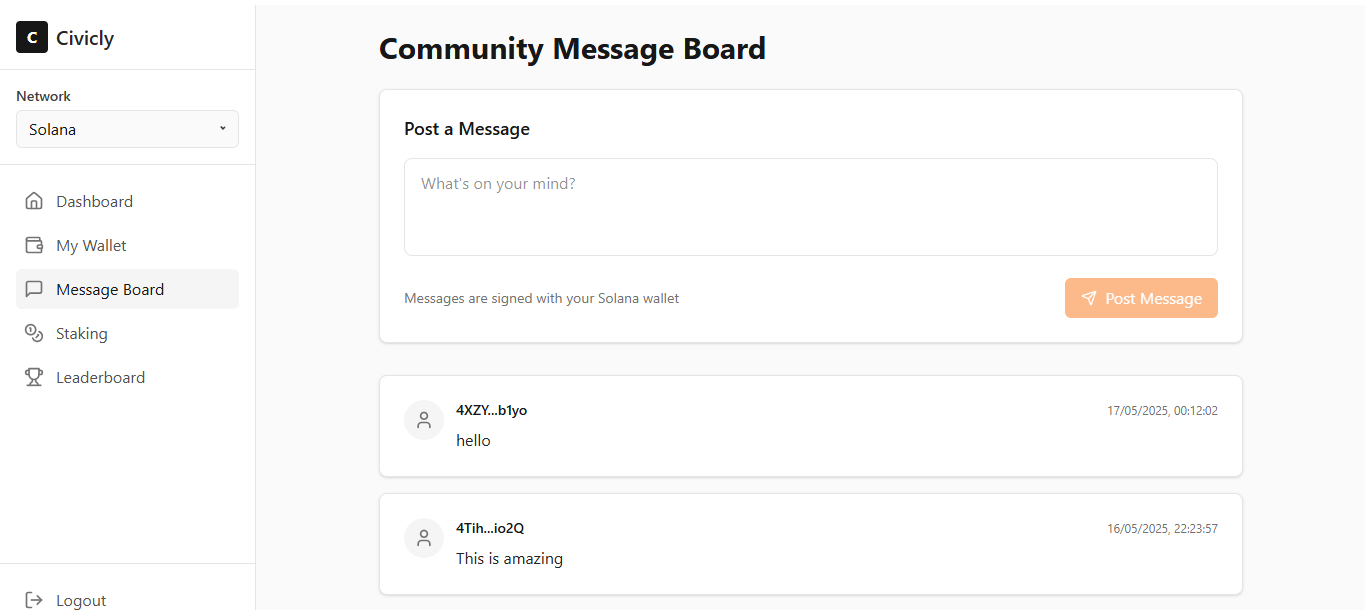 C Civicly
Network
Solana
Dashboard
My Wallet
Message Board
Staking
Leaderboard
Logout
Community Message Board
Post a Message
What's on your mind?
Messages are signed with your Solana wallet
Post Message
4XZY...b1yo
17/05/2025, 00:12:02
hello
4Tih...io2Q
16/05/2025, 22:23:57
This is amazing